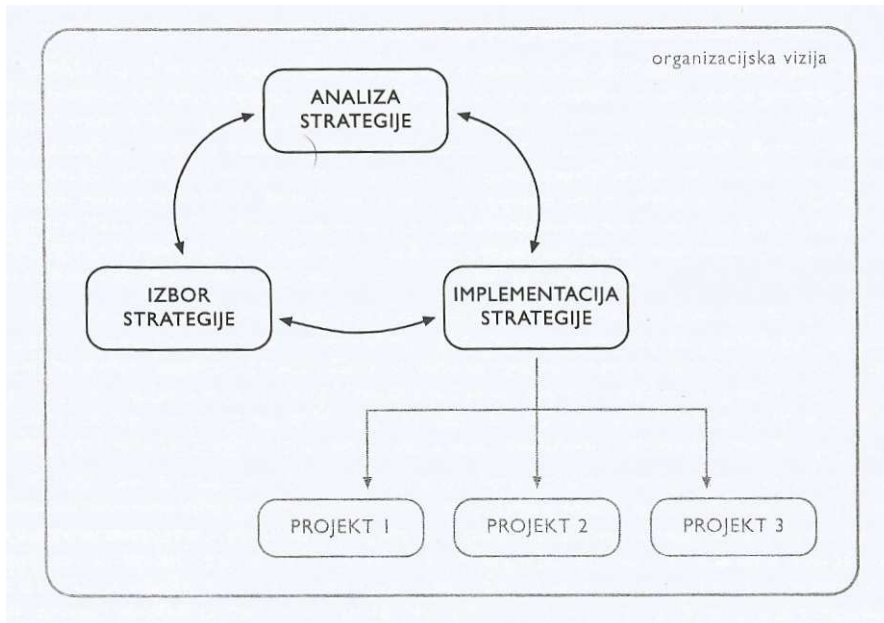 organizacijska vizija
ANALIZA
STRATEGIJE
IZBOR
STRATEGIJE
IMPLEMENTACIJA
STRATEGIJE
PROJEKT 1
PROJEKT 2
PROJEKT 3